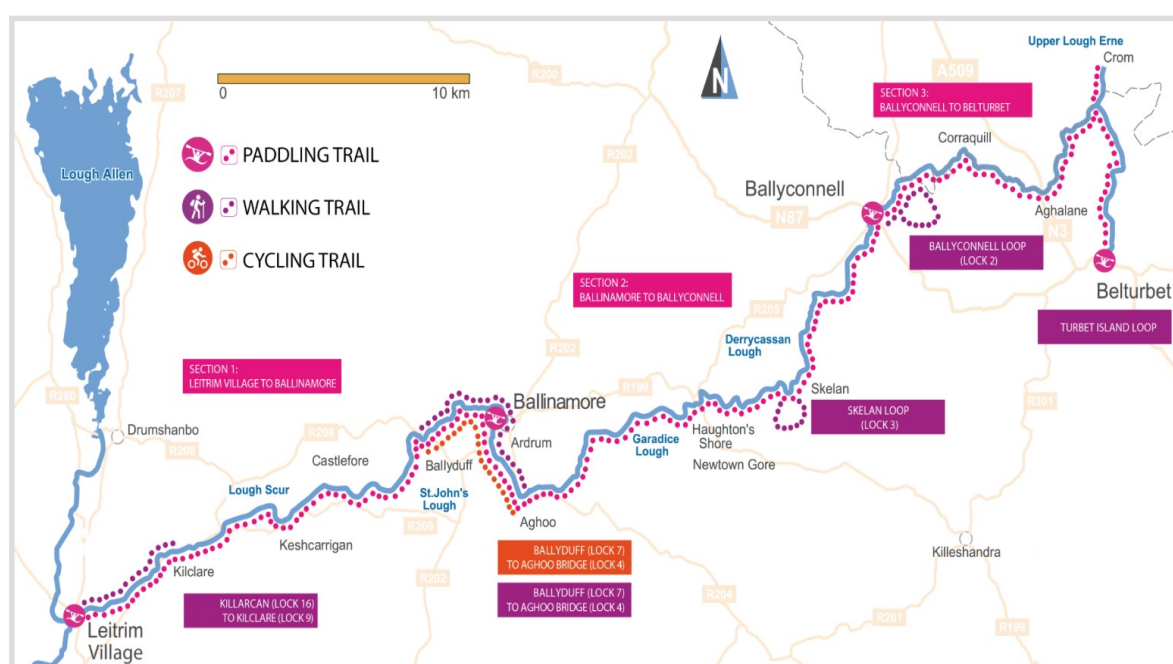 Upper Lough Erne
Crom
A509
R207
R200
N
0 10 km
SECTION 3:
BALLYCONNELL TO BELTURBET
Corraquill
PADDLING TRAIL
R202
Lough Allen
Ballyconnell
WALKING TRAIL
N87
Aghalane
N3
BALLYCONNELL LOOP
(LOCK 2)
CYCLING TRAIL
SECTION 2:
BALLINAMORE TO BALLYCONNELL
Belturbet
R205
TURBET ISLAND LOOP
Derrycassan
Lough
R202
SECTION 1:
LEITRIM VILLAGE TO BALLINAMORE
R199
Skelan
R280
Ballinamore
R201
SKELAN LOOP
(LOCK 3)
Drumshanbo
R208
R208
Haughton's
Shore
Ardrum
Garadice
Lough
Castlefore
Ballyduff
Newtown Gore
Lough Scur
St.John's
Lough
Aghoo
R209
Keshcarrigan
Killeshandra
BALLYDUFF (LOCK 7)
TO AGHOO BRIDGE (LOCK 4)
Kilclare
R202
BALLYDUFF (LOCK 7)
TO AGHOO BRIDGE (LOCK 4)
R204
KILLARCAN (LOCK 16)
TO KILCLARE (LOCK 9)
R201
R199
Leitrim
Village